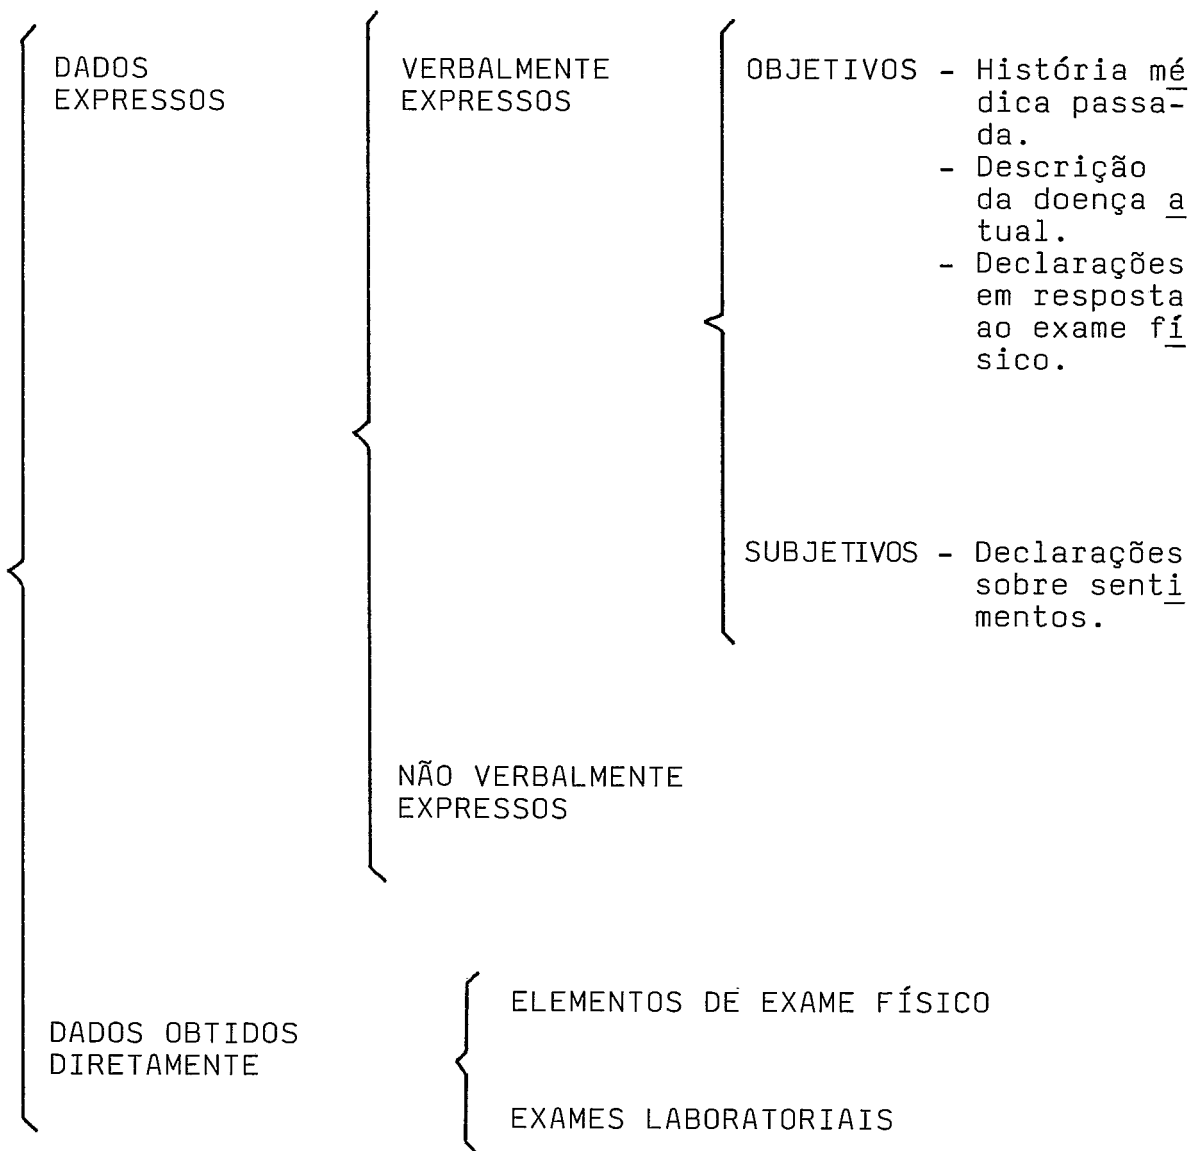 DADOS
EXPRESSOS
VERBALMENTE
EXPRESSOS
OBJETIVOS - História mé
dica passa-
da.
- Descrição
da doença a
tual.
- Declarações
em resposta
ao exame fí
sico.
SUBJETIVOS - Declarações
sobre senti
mentos.
NÃO VERBALMENTE
EXPRESSOS
DADOS OBTIDOS
DIRETAMENTE
ELEMENTOS DE EXAME FÍSICO
EXAMES LABORATORIAIS